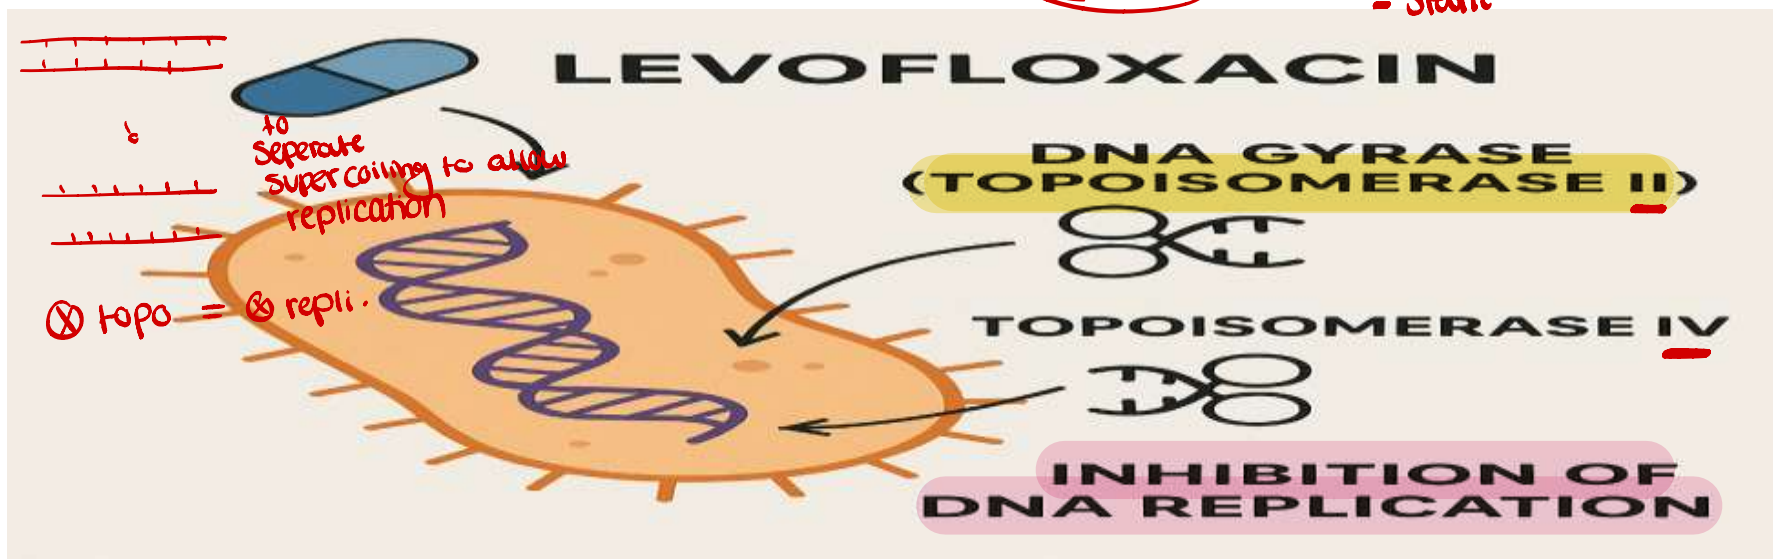 LEVOFLOXACIN
to
seperate
supercoiling to allow
replication
DNA GYRASE
(TOPOISOMERASE II)
ⓧ topo = ⓧ repli.
TOPOISOMERASE IV
INHIBITION OF
DNA REPLICATION